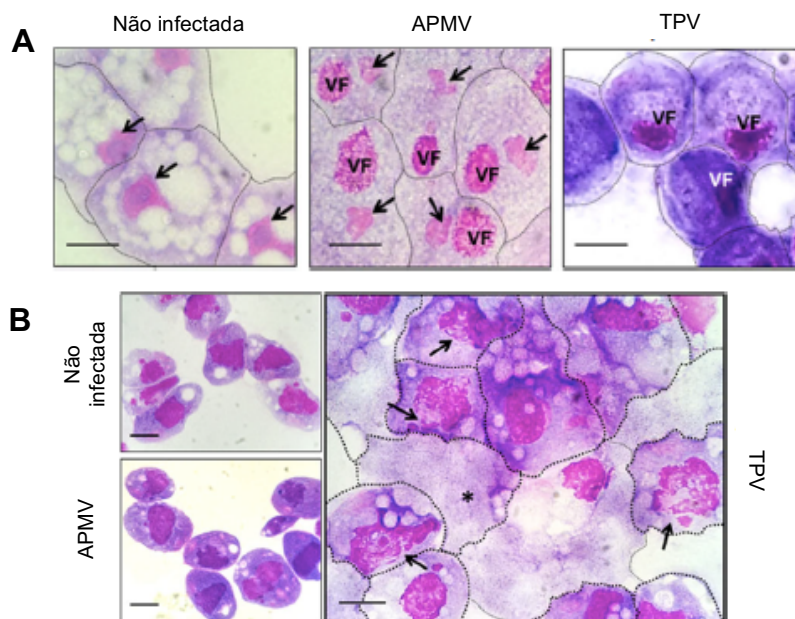 Não infectada
APMV
TPV
A
VF
VF
VF
VF
VF
VF
VF
VF
B
Não
infectada
APMV
*
TPV